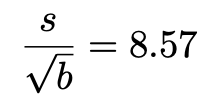 s/√b = 8.57